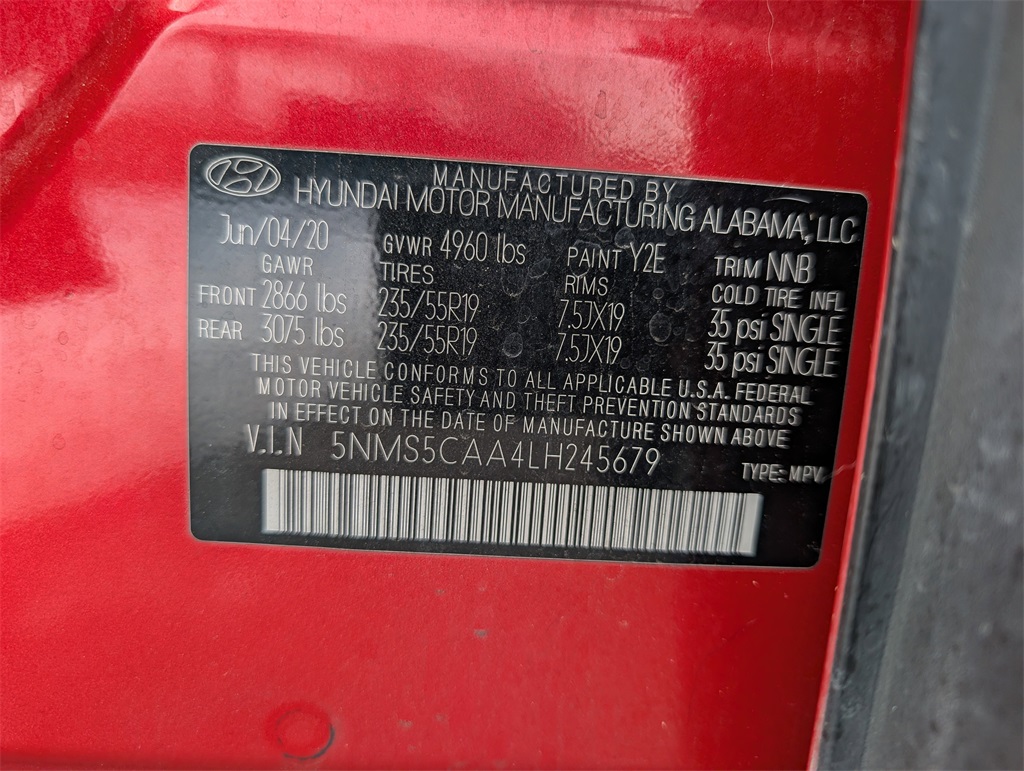 MANUFACTURED BY
HYUNDAI MOTOR MANUFACTURING ALABAMA, LLC
Jun/04/20 GVWR 4960 lbs PAINT Y2E TRIM NNB
GAWR TIRES RIMS COLD TIRE INFL
FRONT 2866 lbs 235/55R19 7.5JX19 35 psi SINGLE
REAR 3075 lbs 235/55R19 7.5JX19 35 psi SINGLE
THIS VEHICLE CONFORMS TO ALL APPLICABLE U.S.A. FEDERAL
MOTOR VEHICLE SAFETY AND THEFT PREVENTION STANDARDS
IN EFFECT ON THE DATE OF MANUFACTURE SHOWN ABOVE
V.I.N 5NMS5CAA4LH245679 TYPE: MPV